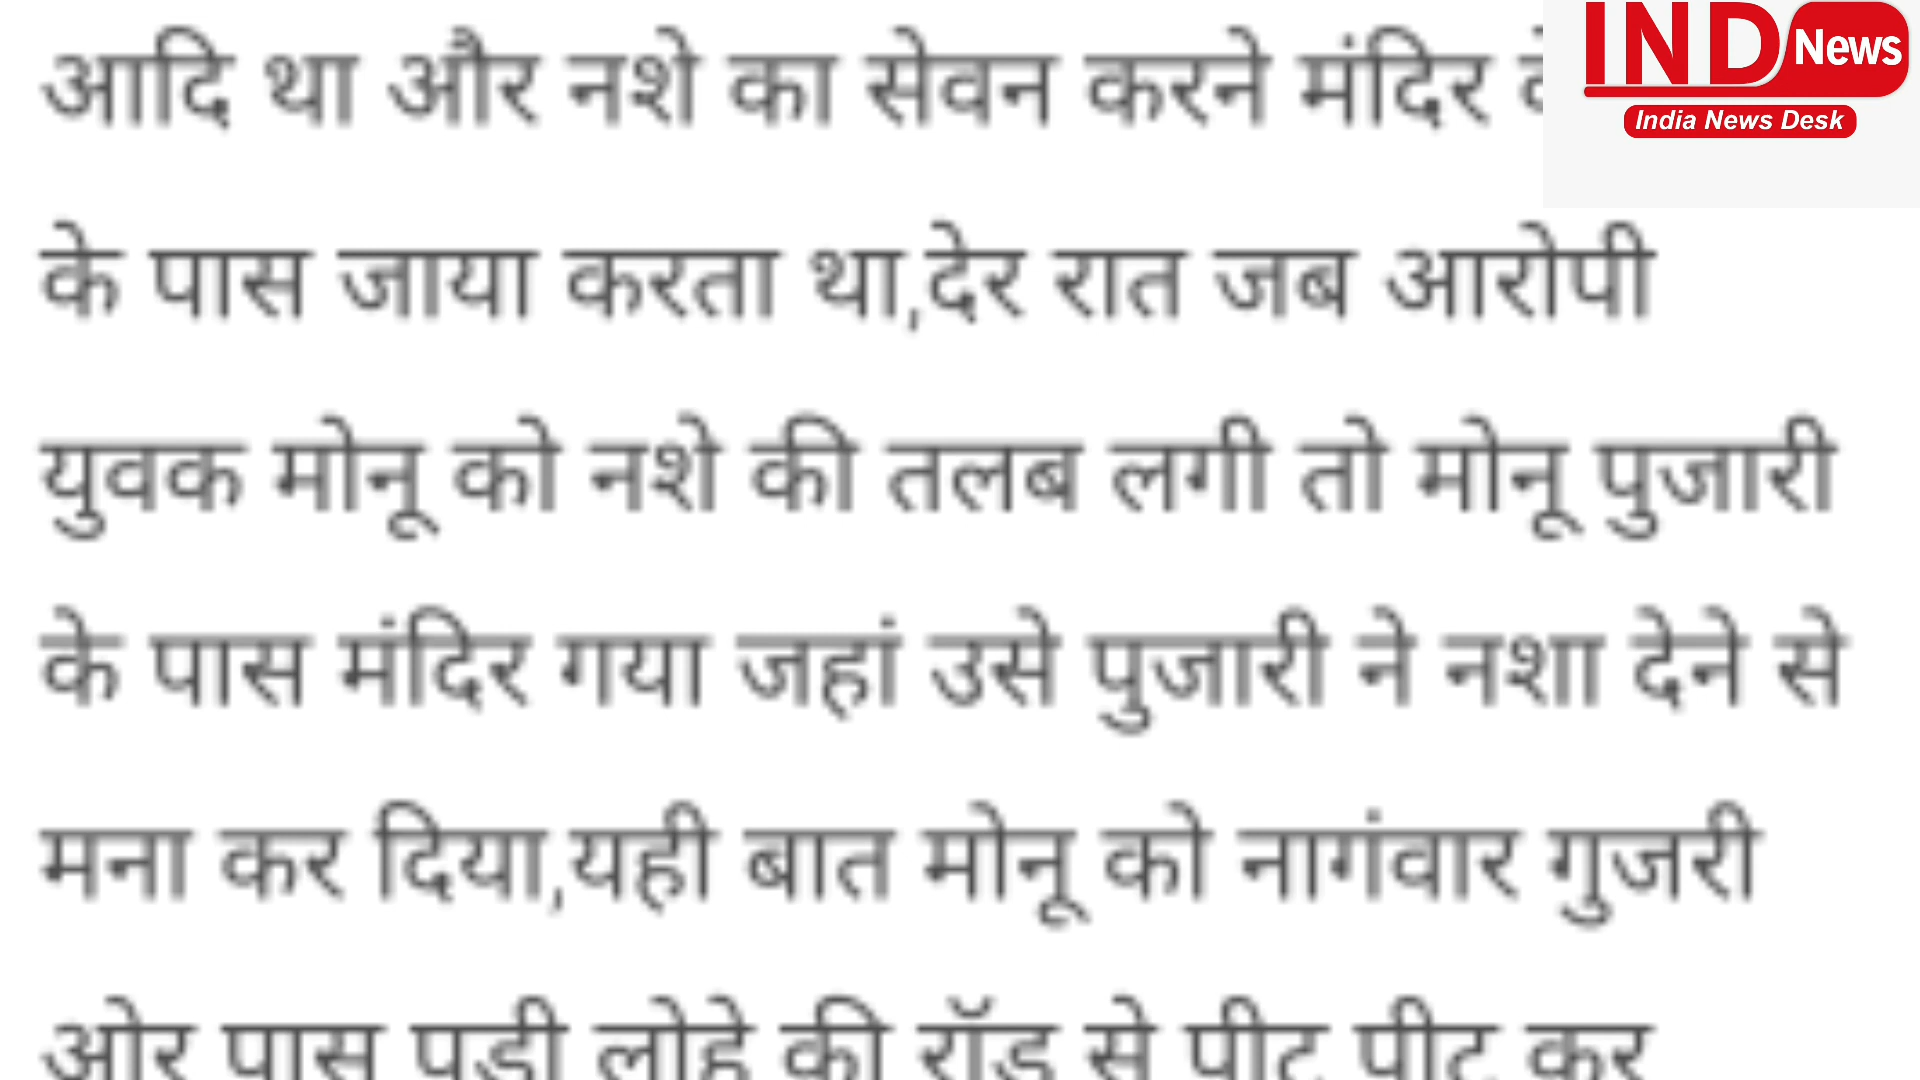 आदि था और नशे का सेवन करने मंदिर
IND News
India News Desk
के पास जाया करता था,देर रात जब आरोपी
युवक मोनू को नशे की तलब लगी तो मोनू पुजारी
के पास मंदिर गया जहां उसे पुजारी ने नशा देने से
मना कर दिया,यही बात मोनू को नागंवार गुजरी
ओर पास पडी लोहे की रॉड से पीट पीट कर